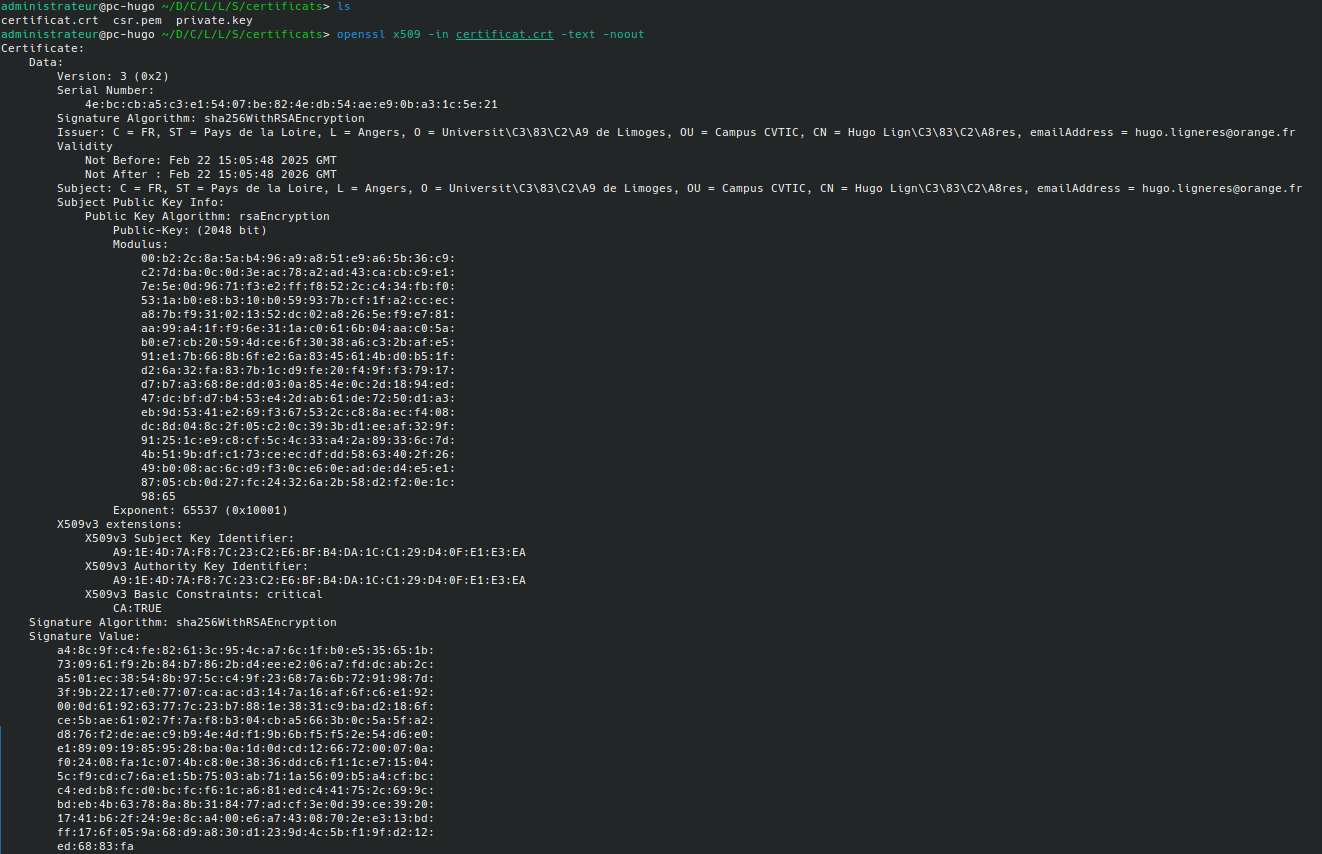 administrateur@pc-hugo ~/D/C/L/L/S/certificats> ls
certificat.crt  csr.pem  private.key
administrateur@pc-hugo ~/D/C/L/L/S/certificats> openssl x509 -in certificat.crt -text -noout
Certificate:
    Data:
        Version: 3 (0x2)
        Serial Number:
            4e:bc:cb:a5:c3:e1:54:07:be:82:4e:db:54:ae:e9:0b:a3:1c:5e:21
        Signature Algorithm: sha256WithRSAEncryption
        Issuer: C = FR, ST = Pays de la Loire, L = Angers, O = Universit\C3\83\C2\A9 de Limoges, OU = Campus CVTIC, CN = Hugo Lign\C3\83\C2\A8res, emailAddress = hugo.ligneres@orange.fr
        Validity
            Not Before: Feb 22 15:05:48 2025 GMT
            Not After : Feb 22 15:05:48 2026 GMT
        Subject: C = FR, ST = Pays de la Loire, L = Angers, O = Universit\C3\83\C2\A9 de Limoges, OU = Campus CVTIC, CN = Hugo Lign\C3\83\C2\A8res, emailAddress = hugo.ligneres@orange.fr
        Subject Public Key Info:
            Public Key Algorithm: rsaEncryption
                Public-Key: (2048 bit)
                Modulus:
                    00:b2:2c:8a:5a:b4:96:a9:a8:51:e9:a6:5b:36:c9:
                    c2:7d:ba:0c:0d:3e:ac:78:a2:ad:43:ca:cb:c9:e1:
                    7e:5e:0d:96:71:f3:e2:ff:f8:52:2c:c4:34:fb:f0:
                    53:1a:b0:e8:b3:10:b0:59:93:7b:cf:1f:a2:cc:ec:
                    a8:7b:f9:31:02:13:52:dc:02:a8:26:5e:f9:e7:81:
                    aa:99:a4:1f:f9:6e:31:1a:c0:61:6b:04:aa:c0:5a:
                    b0:e7:cb:20:59:4d:ce:6f:30:38:a6:c3:2b:af:e5:
                    91:e1:7b:66:8b:6f:e2:6a:83:45:61:4b:d0:b5:1f:
                    d2:6a:32:fa:83:7b:1c:d9:fe:20:f4:9f:f3:79:17:
                    d7:b7:a3:68:8e:dd:03:0a:85:4e:0c:2d:18:94:ed:
                    47:dc:bf:d7:b4:53:e4:2d:ab:61:de:72:50:d1:a3:
                    eb:9d:53:41:e2:69:f3:67:53:2c:c8:8a:ec:f4:08:
                    dc:8d:04:8c:2f:05:c2:0c:39:3b:d1:ee:af:32:9f:
                    91:25:1c:e9:c8:cf:5c:4c:33:a4:2a:89:33:6c:7d:
                    4b:51:9b:df:c1:73:ce:ec:df:dd:58:63:40:2f:26:
                    49:b0:08:ac:6c:d9:f3:0c:e6:0e:ad:de:d4:e5:e1:
                    87:05:cb:0d:27:fc:24:32:6a:2b:58:d2:f2:0e:1c:
                    98:65
                Exponent: 65537 (0x10001)
        X509v3 extensions:
            X509v3 Subject Key Identifier:
                A9:1E:4D:7A:F8:7C:23:C2:E6:BF:B4:DA:1C:C1:29:D4:0F:E1:E3:EA
            X509v3 Authority Key Identifier:
                A9:1E:4D:7A:F8:7C:23:C2:E6:BF:B4:DA:1C:C1:29:D4:0F:E1:E3:EA
            X509v3 Basic Constraints: critical
                CA:TRUE
    Signature Algorithm: sha256WithRSAEncryption
    Signature Value:
        a4:8c:9f:c4:fe:82:61:3c:95:4c:a7:6c:1f:b0:e5:35:65:1b:
        73:09:61:f9:2b:84:b7:86:2b:d4:ee:e2:06:a7:fd:dc:ab:2c:
        a5:01:ec:38:54:8b:97:5c:c4:9f:23:68:7a:6b:72:91:98:7d:
        3f:9b:22:17:e0:77:07:ca:ac:d3:14:7a:16:af:6f:c6:e1:92:
        00:0d:61:92:63:77:7c:23:b7:88:1e:38:31:c9:ba:d2:18:6f:
        ce:5b:ae:61:02:7f:7a:f8:b3:04:cb:a5:66:3b:0c:5a:5f:a2:
        d8:76:f2:de:ae:c9:b9:4e:4d:f1:9b:6b:f5:f5:2e:54:d6:e0:
        e1:89:09:19:85:95:28:ba:0a:1d:0d:cd:12:66:72:00:07:0a:
        f0:24:08:fa:1c:07:4b:c8:0e:38:36:dd:c6:f1:1c:e7:15:04:
        5c:f9:cd:c7:6a:e1:5b:75:03:ab:71:1a:56:09:b5:a4:cf:bc:
        c4:ed:b8:fc:d0:bc:fc:f6:1c:a6:81:ed:c4:41:75:2c:69:9c:
        bd:eb:4b:63:78:8a:8b:31:84:77:ad:cf:3e:0d:39:ce:39:20:
        17:41:b6:2f:24:9e:8c:a4:00:e6:a7:43:08:70:2e:e3:13:bd:
        ff:17:6f:05:9a:68:d9:a8:30:d1:23:9d:4c:5b:f1:9f:d2:12:
        ed:68:83:fa